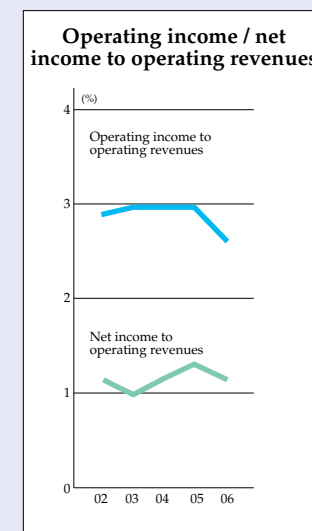 Operating income / net
income to operating revenues
(%)
4
Operating income to
operating revenues
3
2
Net income to
operating revenues
1
0
02 03 04 05 06